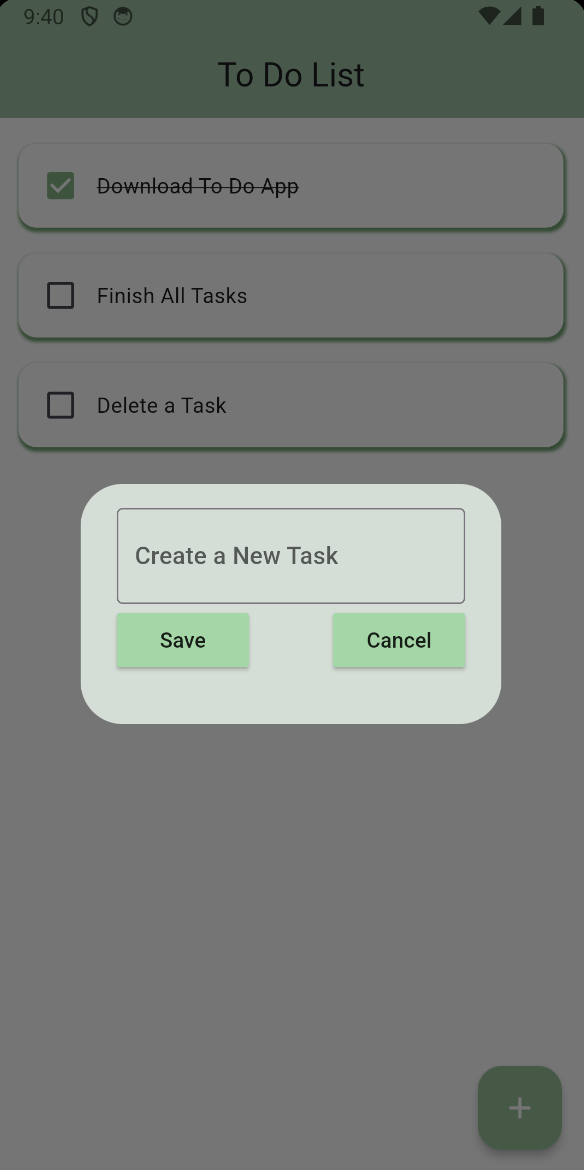 9:40
To Do List
Download To Do App
Finish All Tasks
Delete a Task
Create a New Task
Save Cancel
+